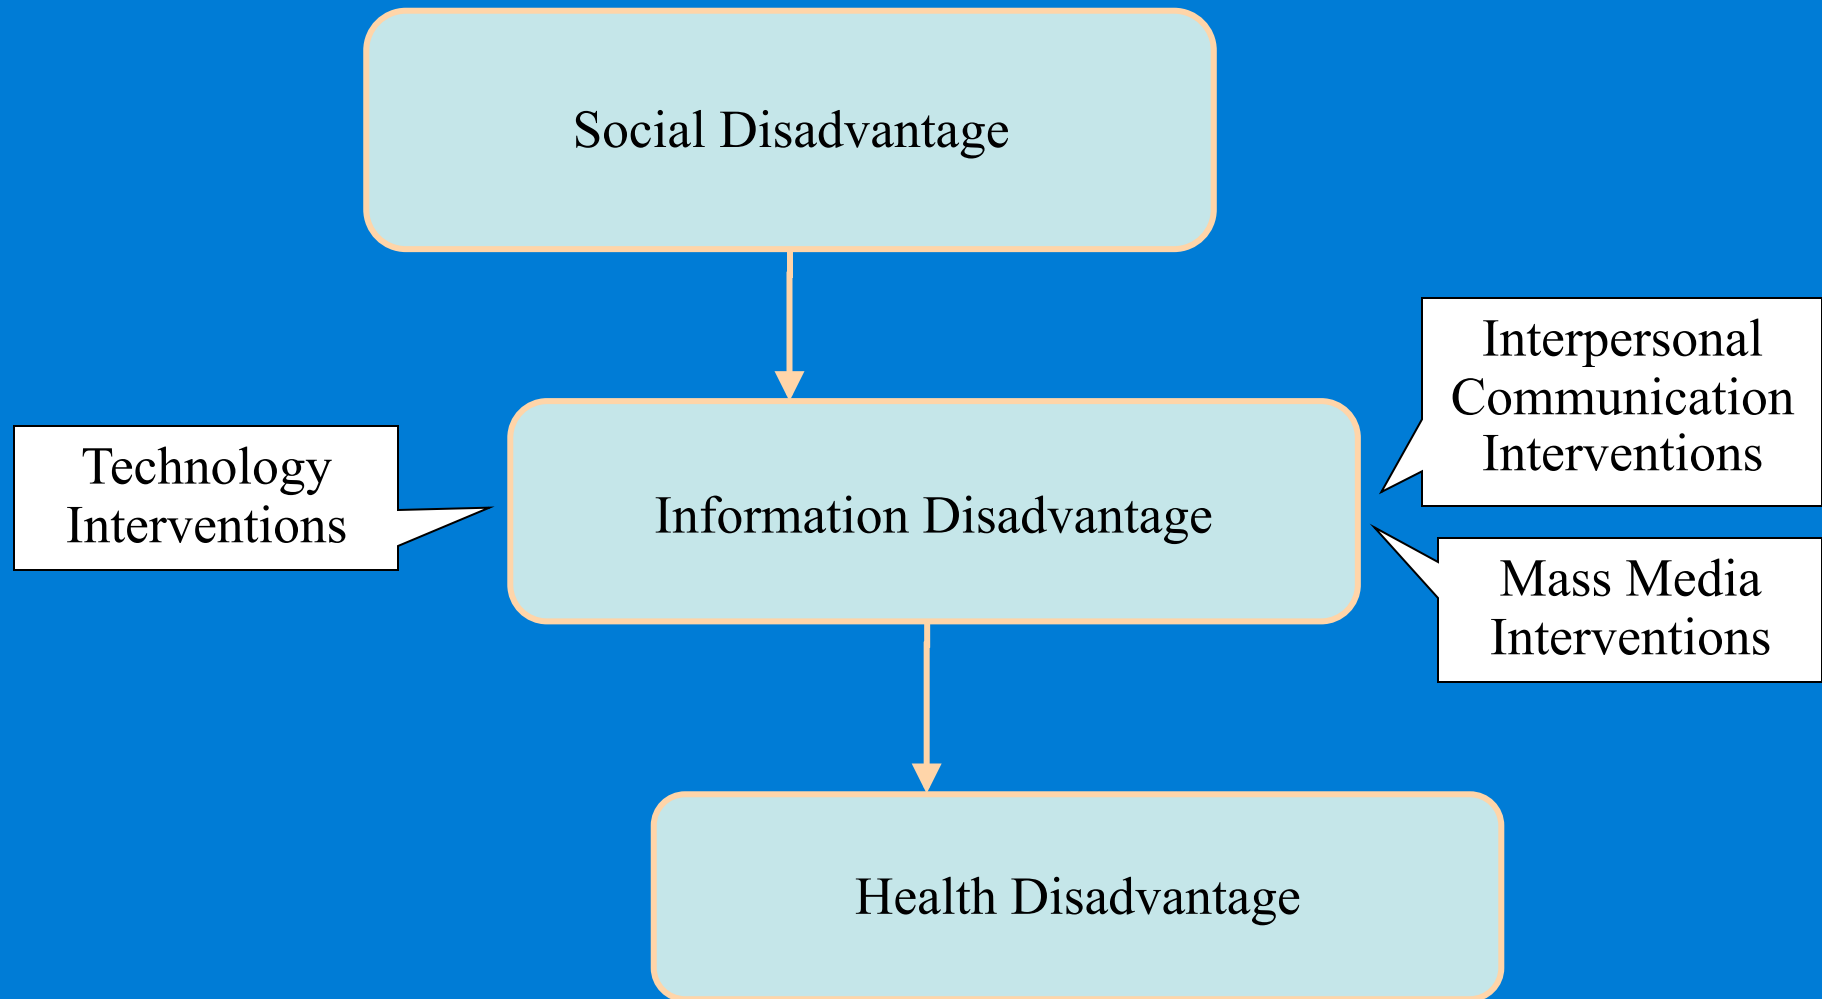 Social Disadvantage
Interpersonal
Communication
Interventions
Technology
Interventions
Information Disadvantage
Mass Media
Interventions
Health Disadvantage